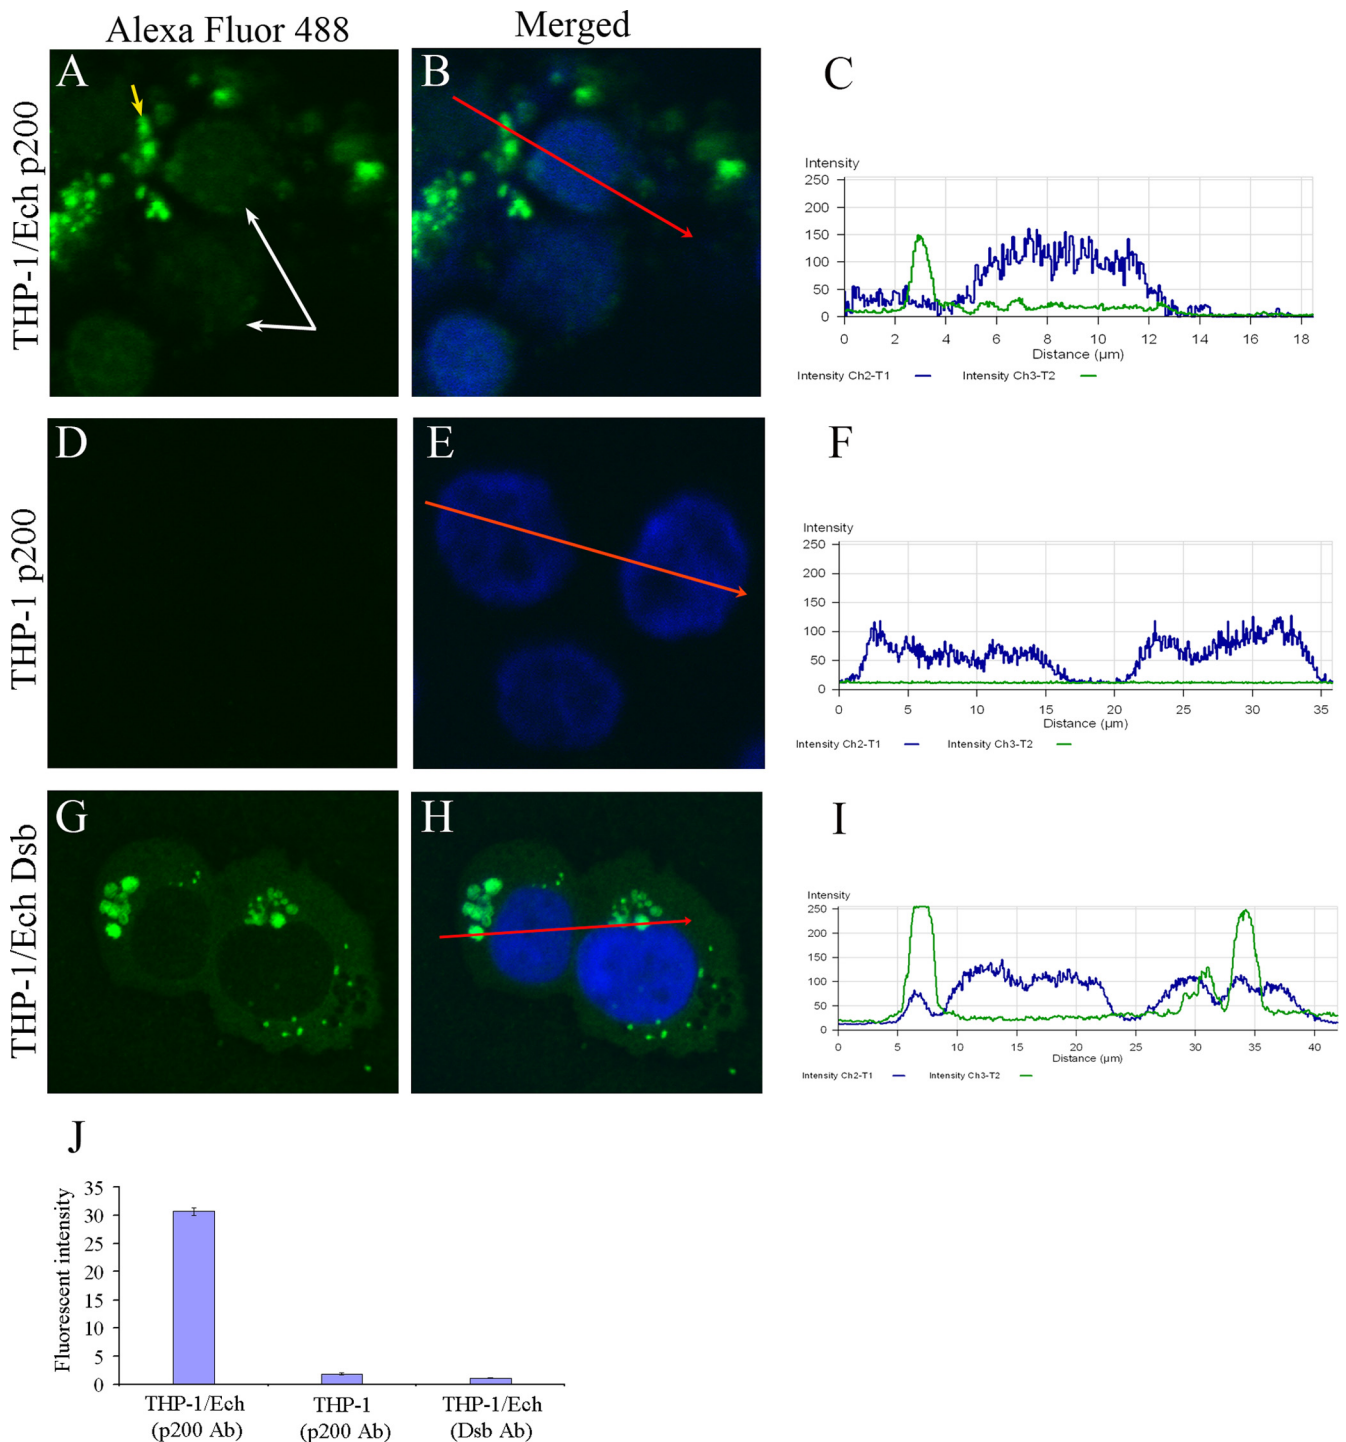 Alexa Fluor 488
Merged
THP-1/Ech p200
A
B
C
Intensity
250
200
150
100
50
0
0 2 4 6 8 10 12 14 16 18
Distance (µm)
Intensity Ch2-T1 Intensity Ch3-T2
THP-1 p200
D
E
F
Intensity
250
200
150
100
50
0
0 5 10 15 20 25 30 35
Distance (µm)
Intensity Ch2-T1 Intensity Ch3-T2
THP-1/Ech Dsb
G
H
I
Intensity
250
200
150
100
50
0
0 5 10 15 20 25 30 35 40
Distance (µm)
Intensity Ch2-T1 Intensity Ch3-T2
J
Fluorescent intensity
35
30
25
20
15
10
5
0
THP-1/Ech THP-1 THP-1/Ech
(p200 Ab) (p200 Ab) (Dsb Ab)